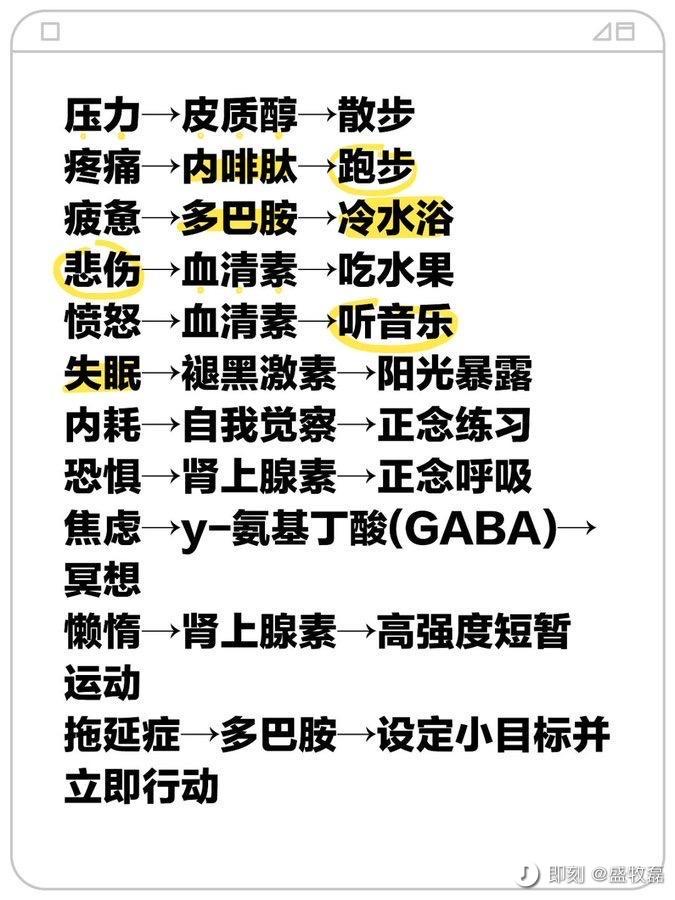 压力→皮质醇→散步
疼痛→内啡肽→跑步
疲惫→多巴胺→冷水浴
悲伤→血清素→吃水果
愤怒→血清素→听音乐
失眠→褪黑激素→阳光暴露
内耗→自我觉察→正念练习
恐惧→肾上腺素→正念呼吸
焦虑→y-氨基丁酸(GABA)→
冥想
懒惰→肾上腺素→高强度短暂
运动
拖延症→多巴胺→设定小目标并
立即行动
即刻 @盛牧磊